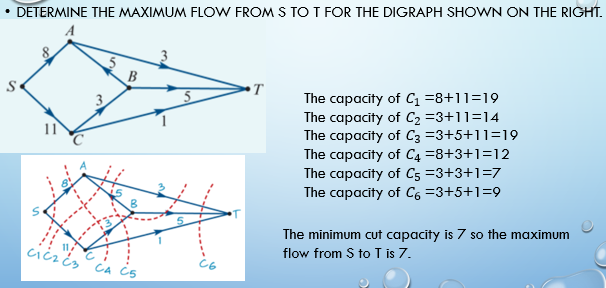 • DETERMINE THE MAXIMUM FLOW FROM S TO T FOR THE DIGRAPH SHOWN ON THE RIGHT.
A
8
3
5
B
S
T
3
5
11
1
C
The capacity of C₁ =8+11=19
The capacity of C₂ =3+11=14
The capacity of C₃ =3+5+11=19
The capacity of C₄ =8+3+1=12
The capacity of C₅ =3+3+1=7
The capacity of C₆ =3+5+1=9
A
8
3
5
B
S
T
3
5
11
1
C
C₁ C₂ C₃ C₄ C₅ C₆
The minimum cut capacity is 7 so the maximum
flow from S to T is 7.